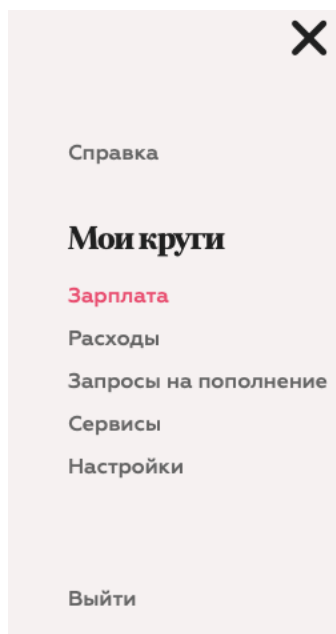 Справка
Мои круги
Зарплата
Расходы
Запросы на пополнение
Сервисы
Настройки
Выйти